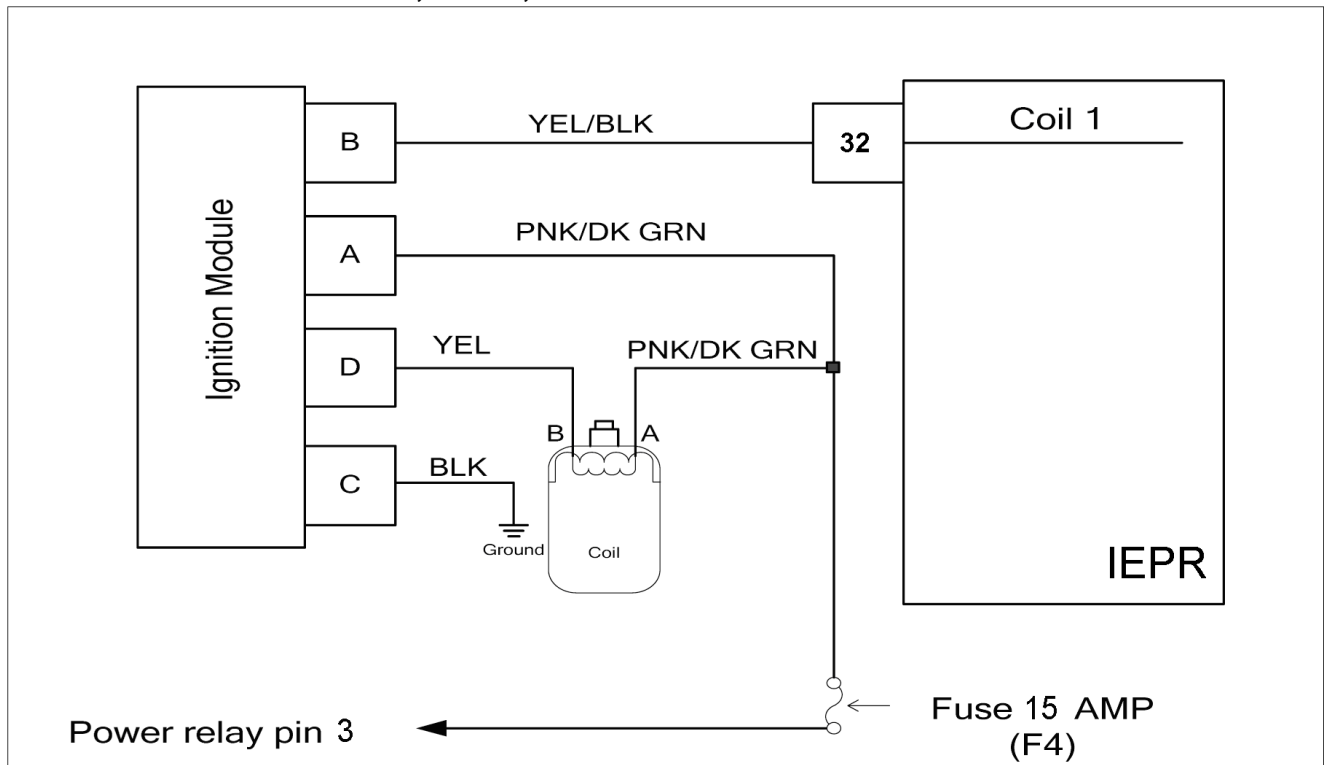 B
YEL/BLK
32
Coil 1
Ignition Module
A
PNK/DK GRN
D
YEL
PNK/DK GRN
B
A
C
BLK
Ground
Coil
IEPR
Power relay pin 3
Fuse 15 AMP
(F4)